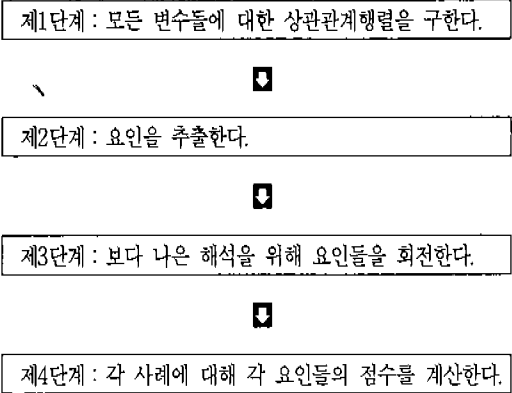 제1단계 : 모든 변수들에 대한 상관관계행렬을 구한다.
제2단계 : 요인을 추출한다.
제3단계 : 보다 나은 해석을 위해 요인들을 회전한다.
제4단계 : 각 사례에 대해 각 요인들의 점수를 계산한다.